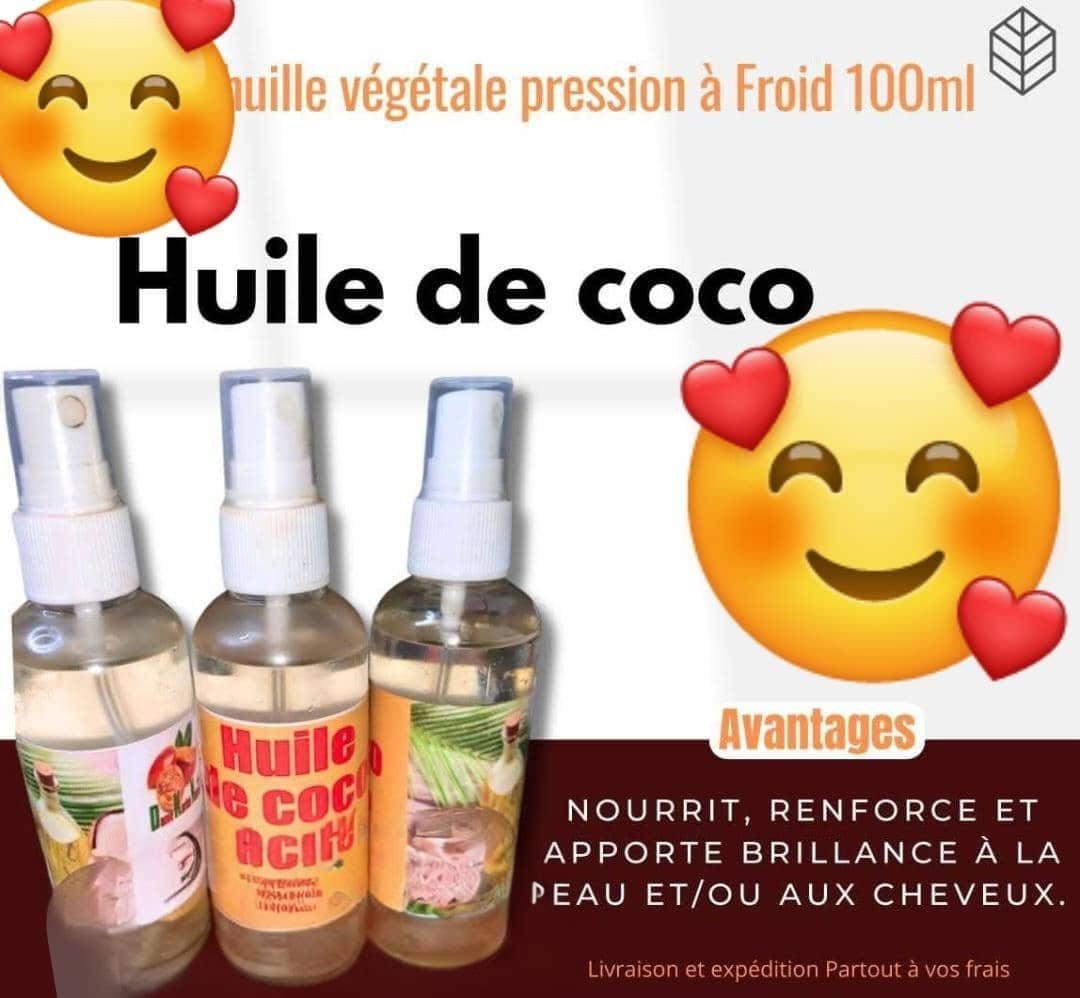 huille végétale pression à Froid 100ml
Huile de coco
Huile
de coco
Avantages
NOURRIT, RENFORCE ET
APPORTE BRILLANCE À LA
PEAU ET/OU AUX CHEVEUX.
Livraison et expédition Partout à vos frais